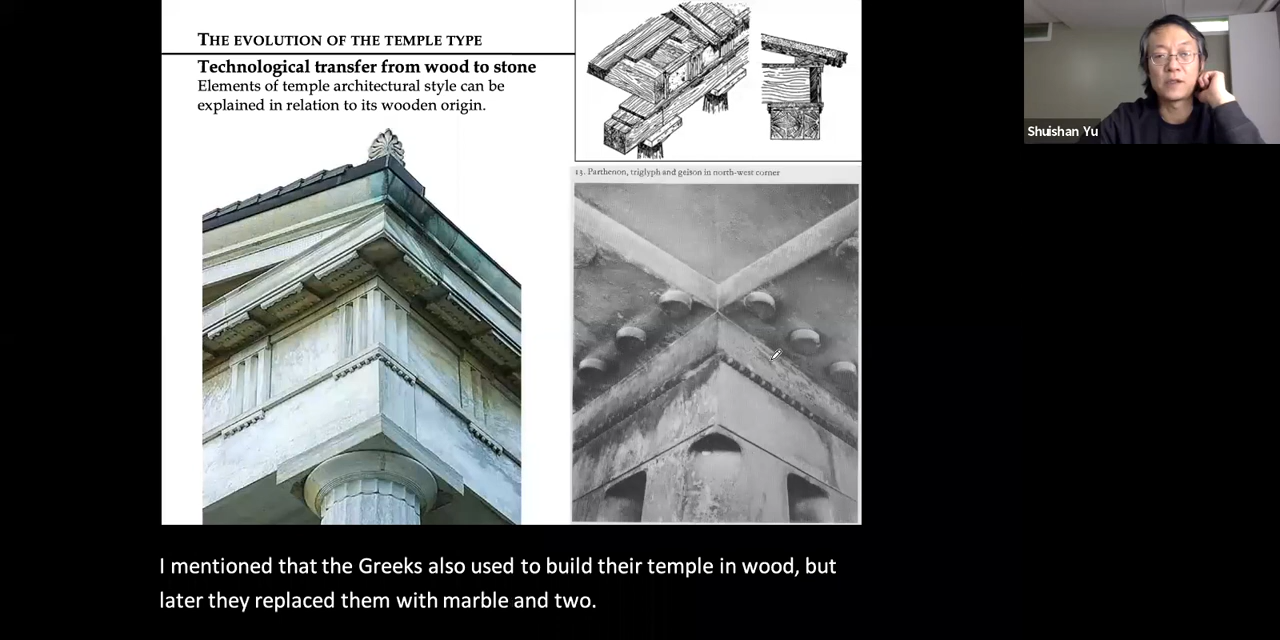 THE EVOLUTION OF THE TEMPLE TYPE
Technological transfer from wood to stone
Elements of temple architectural style can be
explained in relation to its wooden origin.
13. Parthenon, triglyph and geison in north-west corner
Shuishan Yu
I mentioned that the Greeks also used to build their temple in wood, but
later they replaced them with marble and two.